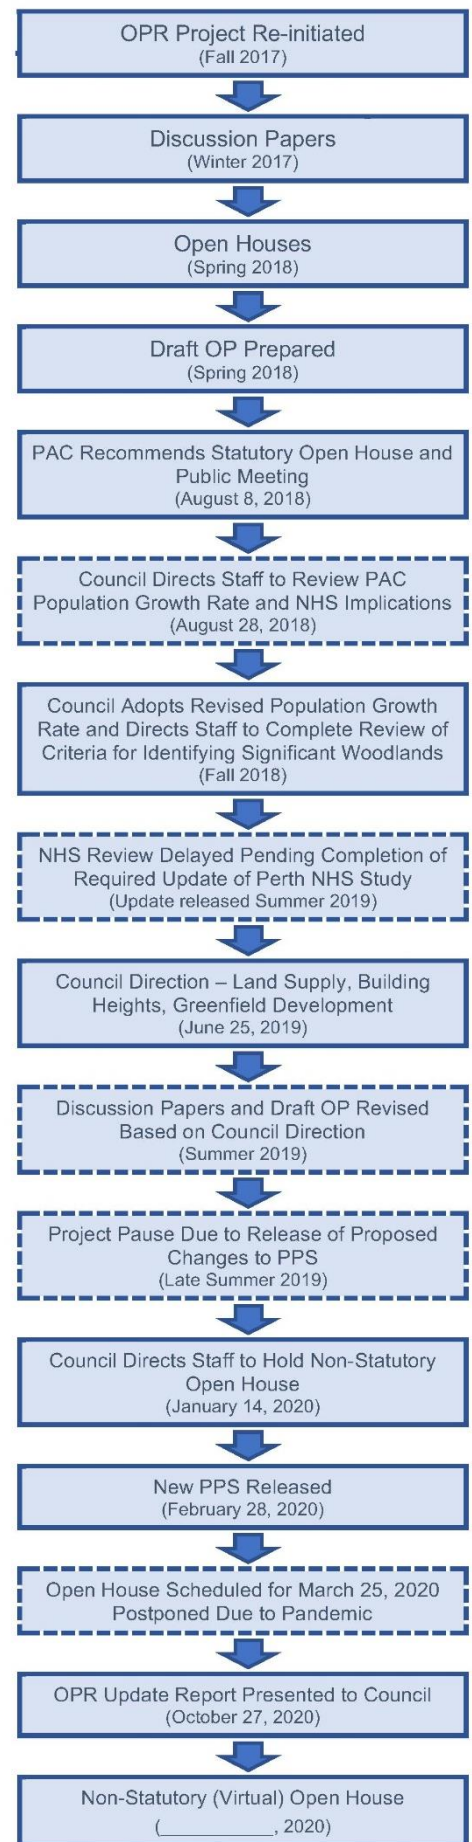 OPR Project Re-initiated
(Fall 2017)
Discussion Papers
(Winter 2017)
Open Houses
(Spring 2018)
Draft OP Prepared
(Spring 2018)
PAC Recommends Statutory Open House and
Public Meeting
(August 8, 2018)
Council Directs Staff to Review PAC
Population Growth Rate and NHS Implications
(August 28, 2018)
Council Adopts Revised Population Growth
Rate and Directs Staff to Complete Review of
Criteria for Identifying Significant Woodlands
(Fall 2018)
NHS Review Delayed Pending Completion of
Required Update of Perth NHS Study
(Update released Summer 2019)
Council Direction – Land Supply, Building
Heights, Greenfield Development
(June 25, 2019)
Discussion Papers and Draft OP Revised
Based on Council Direction
(Summer 2019)
Project Pause Due to Release of Proposed
Changes to PPS
(Late Summer 2019)
Council Directs Staff to Hold Non-Statutory
Open House
(January 14, 2020)
New PPS Released
(February 28, 2020)
Open House Scheduled for March 25, 2020
Postponed Due to Pandemic
OPR Update Report Presented to Council
(October 27, 2020)
Non-Statutory (Virtual) Open House
(___________, 2020)